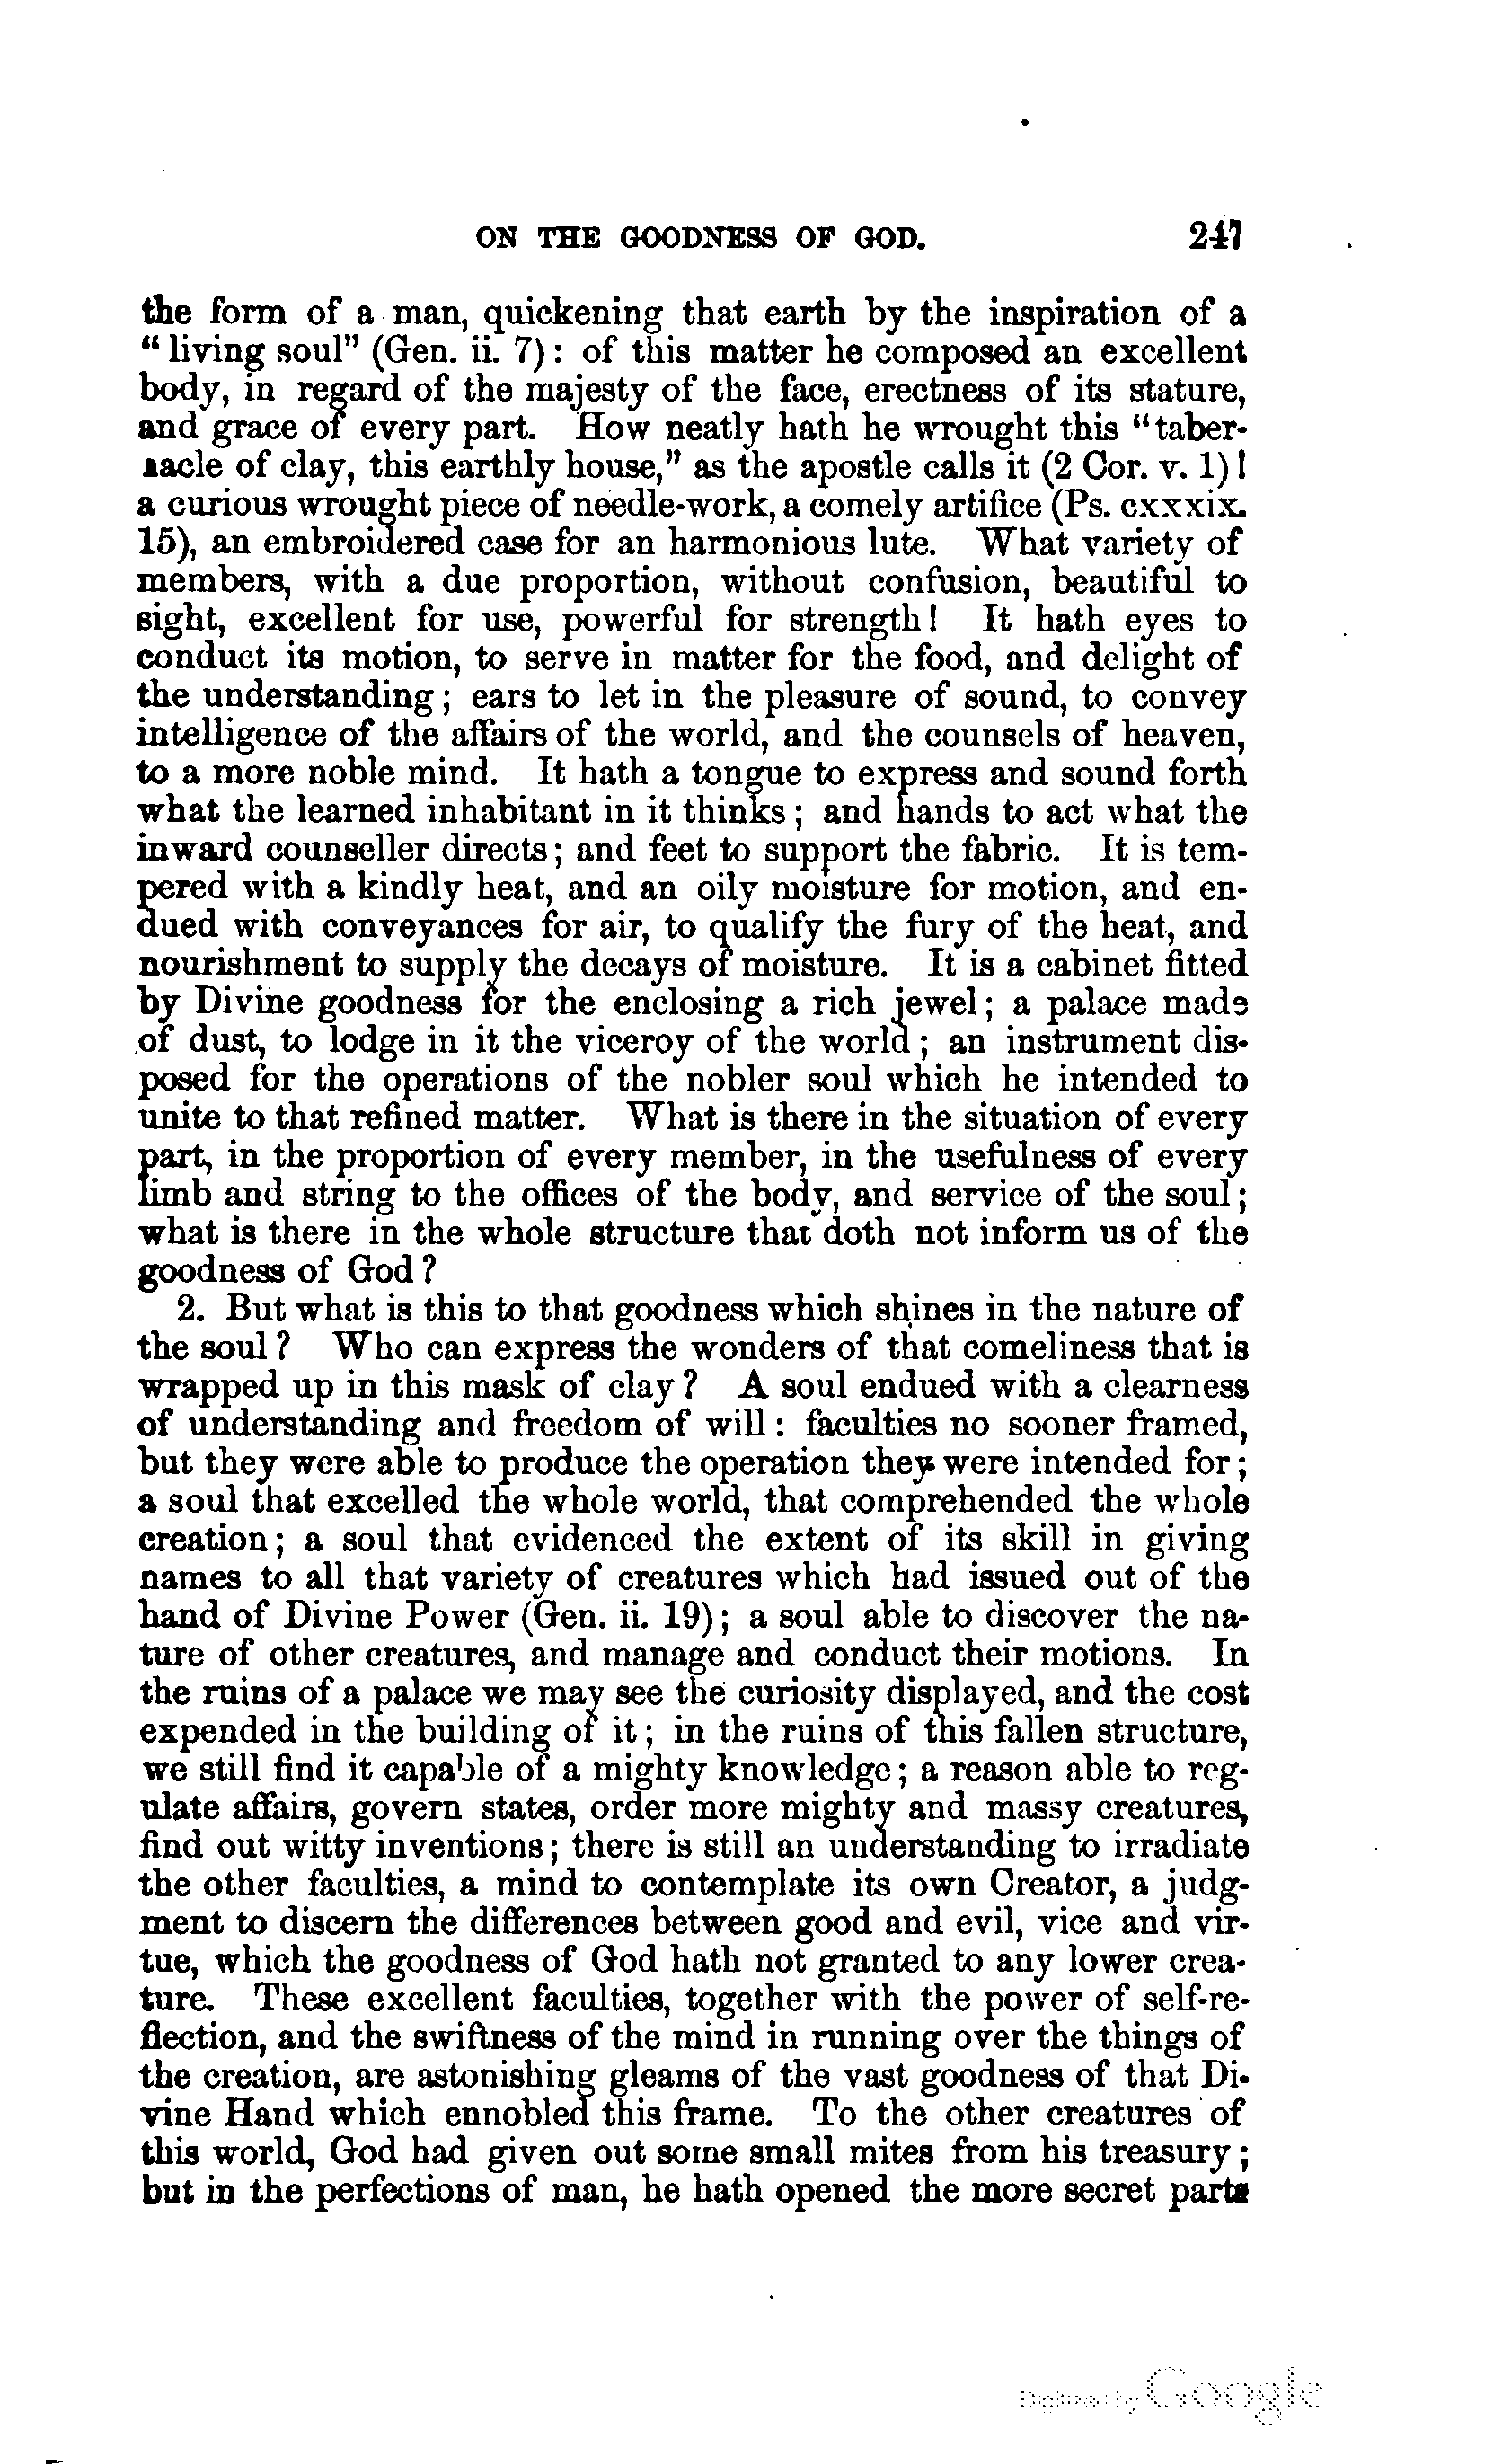 ON THE GOODNESS OF GOD. 247
the form of a man, quickening that earth by the inspiration of a
“living soul” (Gen. ii. 7): of this matter he composed an excellent
body, in regard of the majesty of the face, erectness of its stature,
and grace of every part. How neatly hath he wrought this “taber-
nacle of clay, this earthly house,” as the apostle calls it (2 Cor. v. 1)!
a curious wrought piece of needle-work, a comely artifice (Ps. cxxxix.
15), an embroidered case for an harmonious lute. What variety of
members, with a due proportion, without confusion, beautiful to
sight, excellent for use, powerful for strength! It hath eyes to
conduct its motion, to serve in matter for the food, and delight of
the understanding; ears to let in the pleasure of sound, to convey
intelligence of the affairs of the world, and the counsels of heaven,
to a more noble mind. It hath a tongue to express and sound forth
what the learned inhabitant in it thinks; and hands to act what the
inward counseller directs; and feet to support the fabric. It is tem-
pered with a kindly heat, and an oily moisture for motion, and en-
dued with conveyances for air, to qualify the fury of the heat, and
nourishment to supply the decays of moisture. It is a cabinet fitted
by Divine goodness for the enclosing a rich jewel; a palace made
of dust, to lodge in it the viceroy of the world; an instrument dis-
posed for the operations of the nobler soul which he intended to
unite to that refined matter. What is there in the situation of every
part, in the proportion of every member, in the usefulness of every
limb and string to the offices of the body, and service of the soul;
what is there in the whole structure that doth not inform us of the
goodness of God?
2. But what is this to that goodness which shines in the nature of
the soul? Who can express the wonders of that comeliness that is
wrapped up in this mask of clay? A soul endued with a clearness
of understanding and freedom of will: faculties no sooner framed,
but they were able to produce the operation they were intended for;
a soul that excelled the whole world, that comprehended the whole
creation; a soul that evidenced the extent of its skill in giving
names to all that variety of creatures which had issued out of the
hand of Divine Power (Gen. ii. 19); a soul able to discover the na-
ture of other creatures, and manage and conduct their motions. In
the ruins of a palace we may see the curiosity displayed, and the cost
expended in the building of it; in the ruins of this fallen structure,
we still find it capable of a mighty knowledge; a reason able to reg-
ulate affairs, govern states, order more mighty and massy creatures,
find out witty inventions; there is still an understanding to irradiate
the other faculties, a mind to contemplate its own Creator, a judg-
ment to discern the differences between good and evil, vice and vir-
tue, which the goodness of God hath not granted to any lower crea-
ture. These excellent faculties, together with the power of self-re-
flection, and the swiftness of the mind in running over the things of
the creation, are astonishing gleams of the vast goodness of that Di-
vine Hand which ennobled this frame. To the other creatures of
this world, God had given out some small mites from his treasury;
but in the perfections of man, he hath opened the more secret parts
Digitized by Google